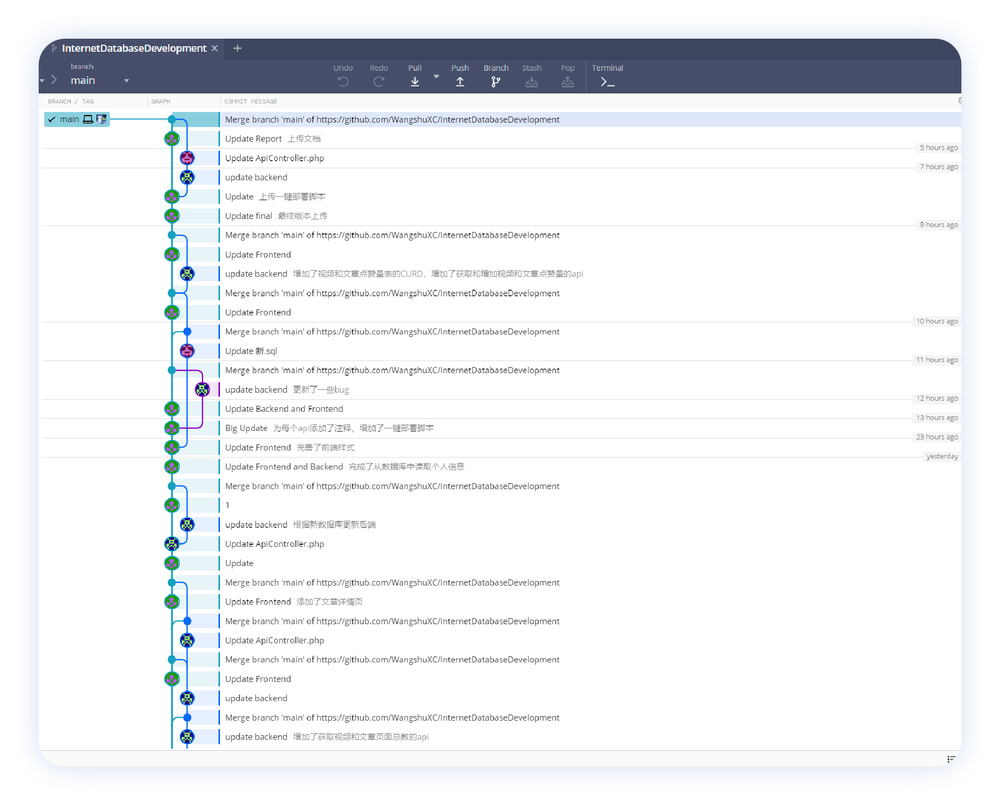 InternetDatabaseDevelopment
branch
main
Undo
Redo
Pull
Push
Branch
Stash
Pop
Terminal
BRANCH / TAG
GRAPH
COMMIT MESSAGE
main
Merge branch 'main' of https://github.com/WangshuXC/InternetDatabaseDevelopment
Update Report 上传文档
5 hours ago
Update ApiController.php
7 hours ago
update backend
Update 上传一键部署脚本
Update final 最终版本上传
9 hours ago
Merge branch 'main' of https://github.com/WangshuXC/InternetDatabaseDevelopment
Update Frontend
update backend 增加了视频和文章点赞量表的CURD，增加了获取和增加视频和文章点赞量的api
Merge branch 'main' of https://github.com/WangshuXC/InternetDatabaseDevelopment
Update Frontend
10 hours ago
Merge branch 'main' of https://github.com/WangshuXC/InternetDatabaseDevelopment
Update 新.sql
11 hours ago
Merge branch 'main' of https://github.com/WangshuXC/InternetDatabaseDevelopment
update backend 更新了一些bug
12 hours ago
Update Backend and Frontend
13 hours ago
Big Update 为每个api添加了注释，增加了一键部署脚本
23 hours ago
Update Frontend 完善了前端样式
yesterday
Update Frontend and Backend 完成了从数据库中读取个人信息
Merge branch 'main' of https://github.com/WangshuXC/InternetDatabaseDevelopment
1
update backend 根据新数据库更新后端
Update ApiController.php
Update
Merge branch 'main' of https://github.com/WangshuXC/InternetDatabaseDevelopment
Update Frontend 添加了文章详情页
Merge branch 'main' of https://github.com/WangshuXC/InternetDatabaseDevelopment
Update ApiController.php
Merge branch 'main' of https://github.com/WangshuXC/InternetDatabaseDevelopment
Update Frontend
update backend
Merge branch 'main' of https://github.com/WangshuXC/InternetDatabaseDevelopment
update backend 增加了获取视频和文章页面总数的api